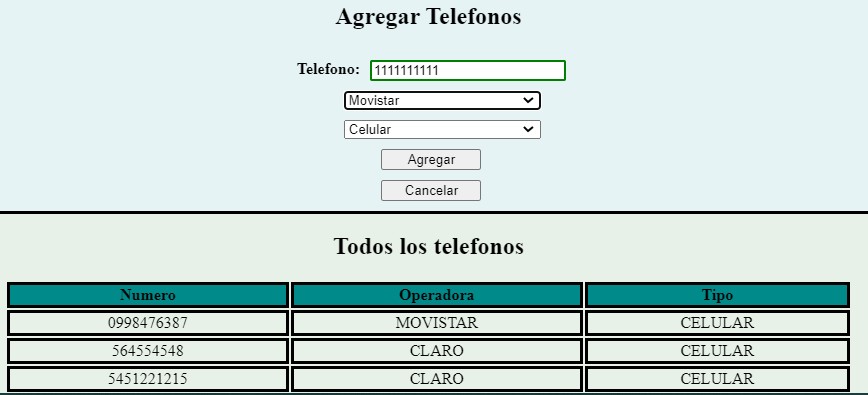 Agregar Telefonos
Telefono: 1111111111
Movistar
Celular
Agregar
Cancelar
Todos los telefonos
Numero Operadora Tipo
0998476387 MOVISTAR CELULAR
564554548 CLARO CELULAR
5451221215 CLARO CELULAR